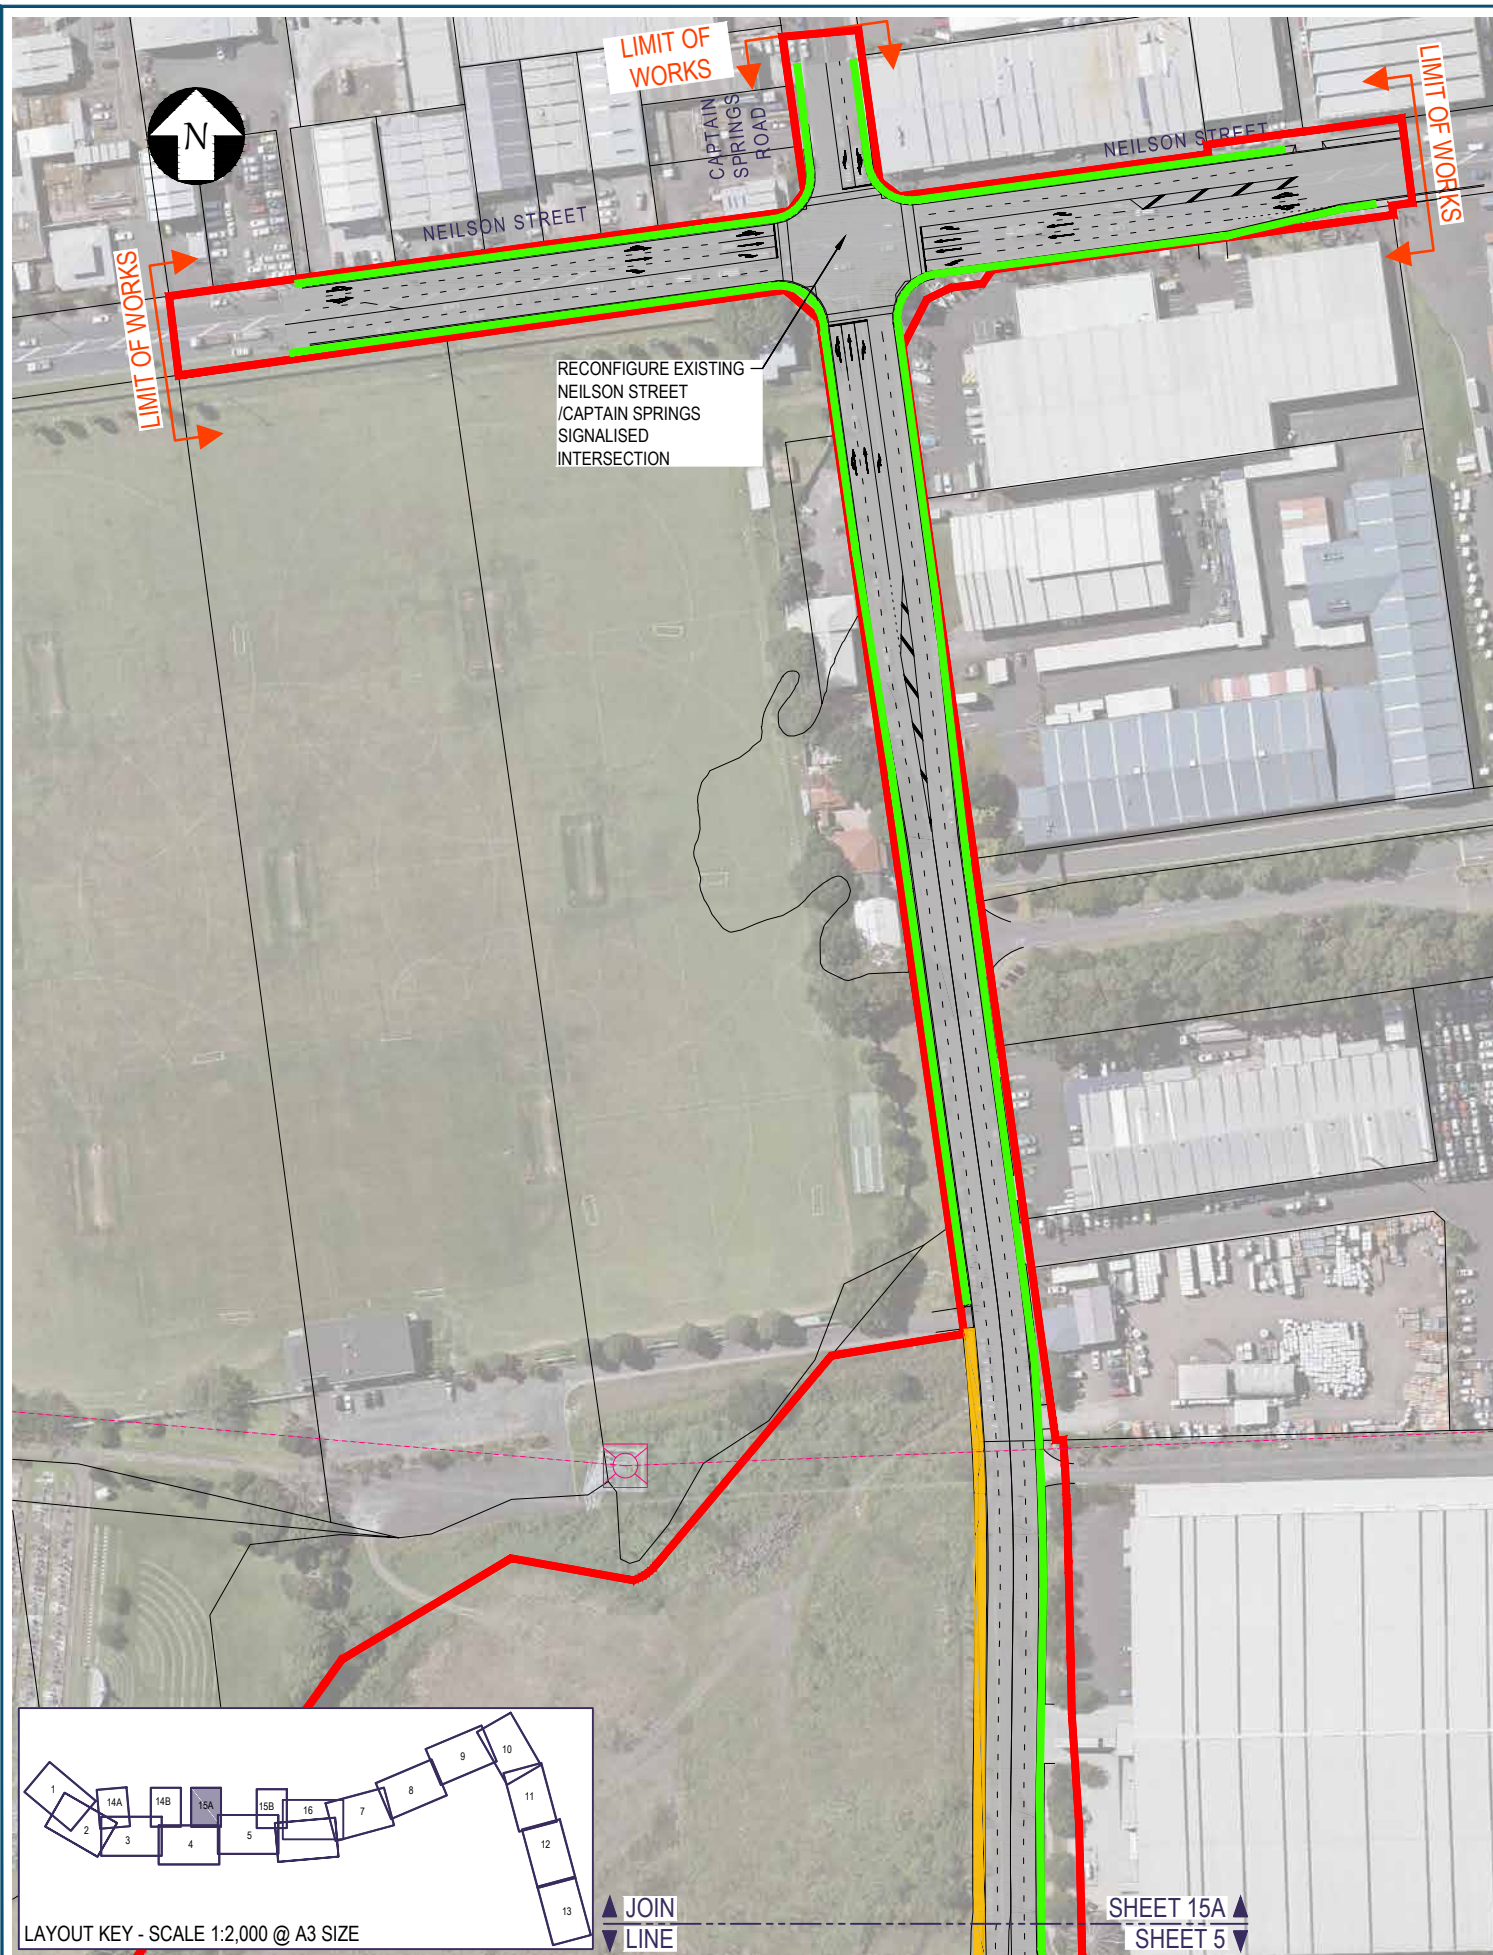 LIMIT OF
WORKS
CAPTAIN
SPRINGS
ROAD
LIMIT OF WORKS
NEILSON STREET
N
NEILSON STREET
LIMIT OF WORKS
RECONFIGURE EXISTING
NEILSON STREET
/CAPTAIN SPRINGS
SIGNALISED
INTERSECTION
1
2
14A
3
14B
4
15A
5
15B
16
7
8
9
10
11
12
13
LAYOUT KEY - SCALE 1:2,000 @ A3 SIZE
JOIN
LINE
SHEET 15A
SHEET 5